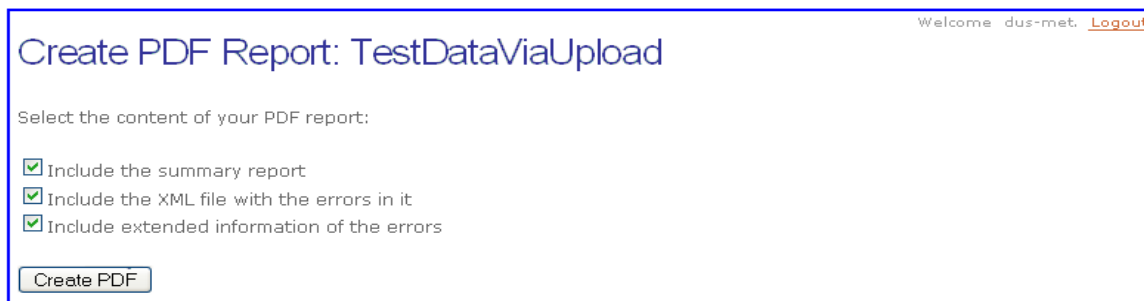 Welcome dus-met. Logout
Create PDF Report: TestDataViaUpload
Select the content of your PDF report:
Include the summary report
Include the XML file with the errors in it
Include extended information of the errors
Create PDF